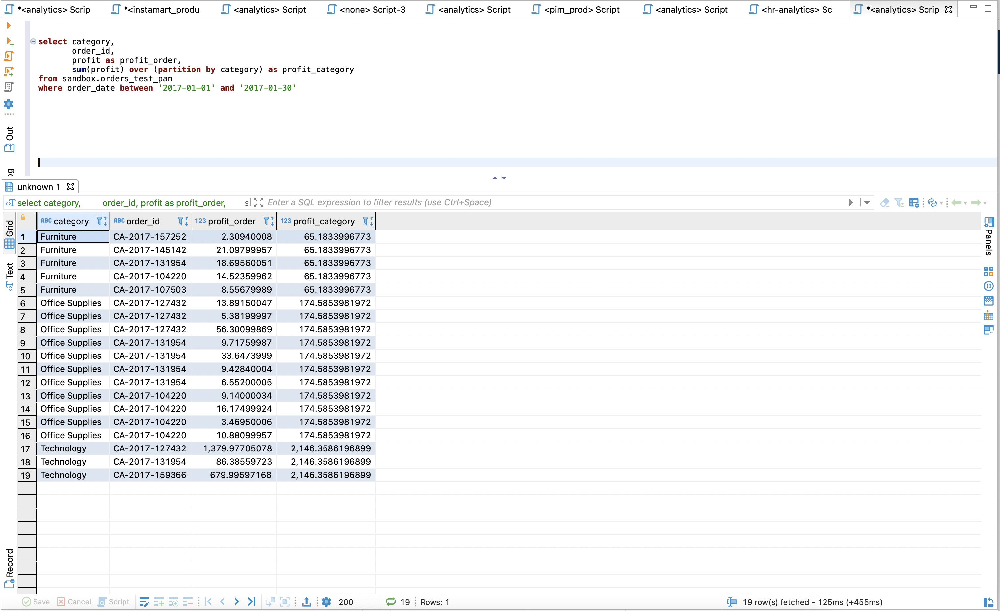 *<analytics> Scrip *<instamart_produ <analytics> Script <none> Script-3 <analytics> Script <pim_prod> Script <analytics> Script <hr-analytics> Sc *<analytics> Scrip
select category,
order_id,
profit as profit_order,
sum(profit) over (partition by category) as profit_category
from sandbox.orders_test_pan
where order_date between '2017-01-01' and '2017-01-30'
Out
unknown 1
select category, order_id, profit as profit_order, s Enter a SQL expression to filter results (use Ctrl+Space)
Grid
Text
Record
Panels
ABC category ABC order_id 123 profit_order 123 profit_category
1 Furniture CA-2017-157252 2.30940008 65.1833996773
2 Furniture CA-2017-145142 21.09799957 65.1833996773
3 Furniture CA-2017-131954 18.69560051 65.1833996773
4 Furniture CA-2017-104220 14.52359962 65.1833996773
5 Furniture CA-2017-107503 8.55679989 65.1833996773
6 Office Supplies CA-2017-127432 13.89150047 174.5853981972
7 Office Supplies CA-2017-127432 5.38199997 174.5853981972
8 Office Supplies CA-2017-127432 56.30099869 174.5853981972
9 Office Supplies CA-2017-131954 9.71759987 174.5853981972
10 Office Supplies CA-2017-131954 33.6473999 174.5853981972
11 Office Supplies CA-2017-131954 9.42840004 174.5853981972
12 Office Supplies CA-2017-131954 6.55200005 174.5853981972
13 Office Supplies CA-2017-104220 9.14000034 174.5853981972
14 Office Supplies CA-2017-104220 16.17499924 174.5853981972
15 Office Supplies CA-2017-104220 3.46950006 174.5853981972
16 Office Supplies CA-2017-104220 10.88099957 174.5853981972
17 Technology CA-2017-127432 1,379.97705078 2,146.3586196899
18 Technology CA-2017-131954 86.38559723 2,146.3586196899
19 Technology CA-2017-159366 679.99597168 2,146.3586196899
Save Cancel Script 200 19 Rows: 1 19 row(s) fetched - 125ms (+455ms)